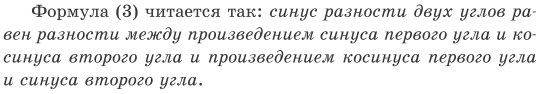 Формула (3) читается так: синус разности двух углов ра-
вен разности между произведением синуса первого угла и ко-
синуса второго угла и произведением косинуса первого угла
и синуса второго угла.